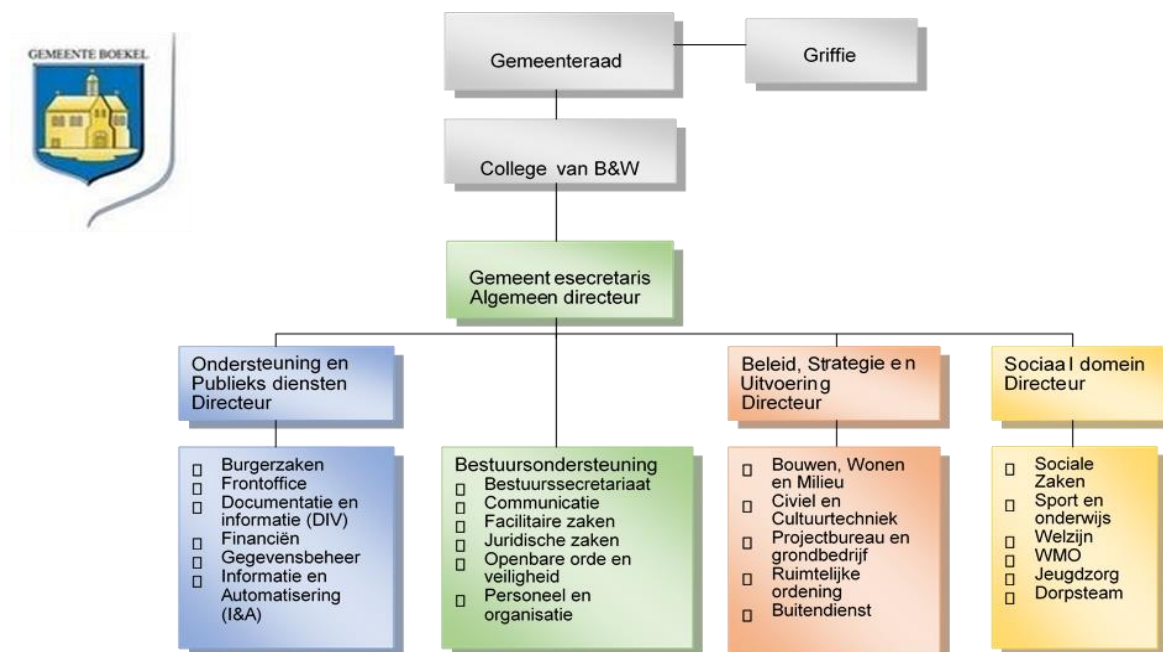 GEMEENTE BOEKEL
Gemeenteraad
Griffie
College van B&W
Gemeent esecretaris
Algemeen directeur
Ondersteuning en
Publieks diensten
Directeur
Beleid, Strategie en
Uitvoering
Directeur
Sociaal domein
Directeur
Burgerzaken
Frontoffice
Documentatie en
informatie (DIV)
Financiën
Gegevensbeheer
Informatie en
Automatisering
(I&A)
Bestuursondersteuning
Bestuurssecretariaat
Communicatie
Facilitaire zaken
Juridische zaken
Openbare orde en
veiligheid
Personeel en
organisatie
Bouwen, Wonen
en Milieu
Civiel en
Cultuurtechniek
Projectbureau en
grondbedrijf
Ruimtelijke
ordening
Buitendienst
Sociale
Zaken
Sport en
onderwijs
Welzijn
WMO
Jeugdzorg
Dorpsteam